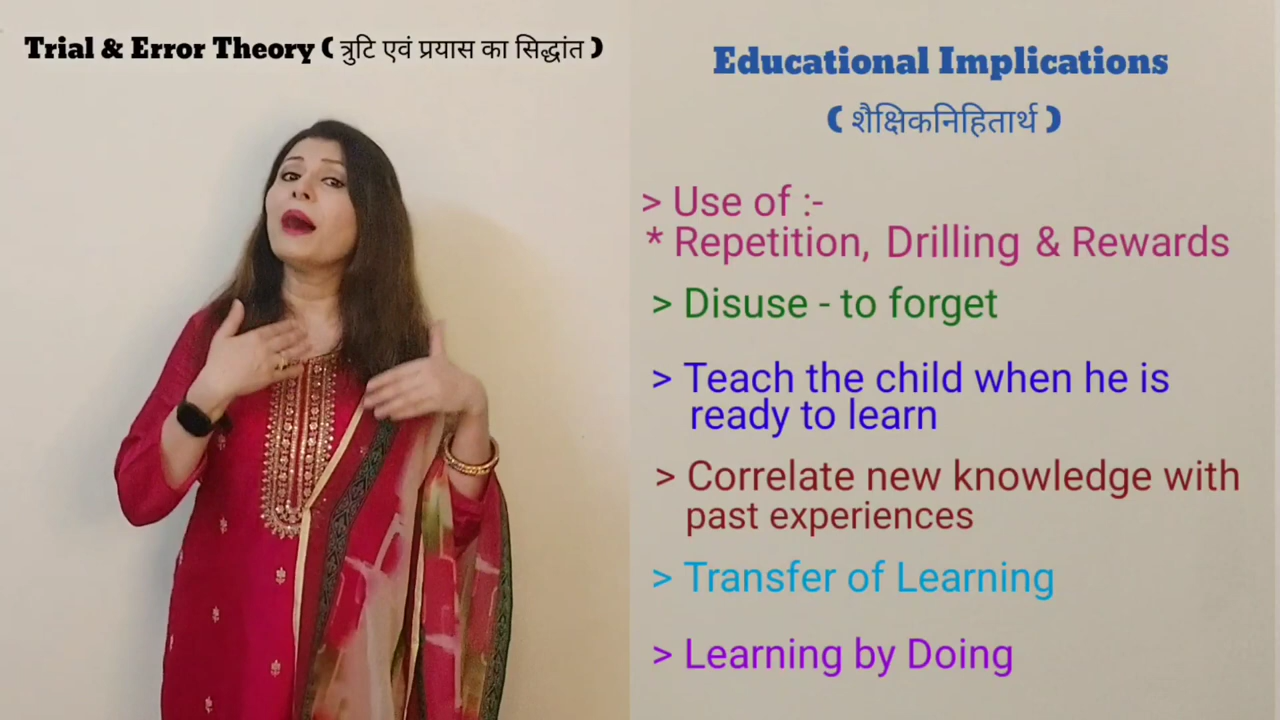 Trial & Error Theory ( त्रुटि एवं प्रयास का सिद्धांत )
Educational Implications
( शैक्षिकनिहितार्थ )
> Use of :-
* Repetition, Drilling & Rewards
> Disuse - to forget
> Teach the child when he is
ready to learn
> Correlate new knowledge with
past experiences
> Transfer of Learning
> Learning by Doing